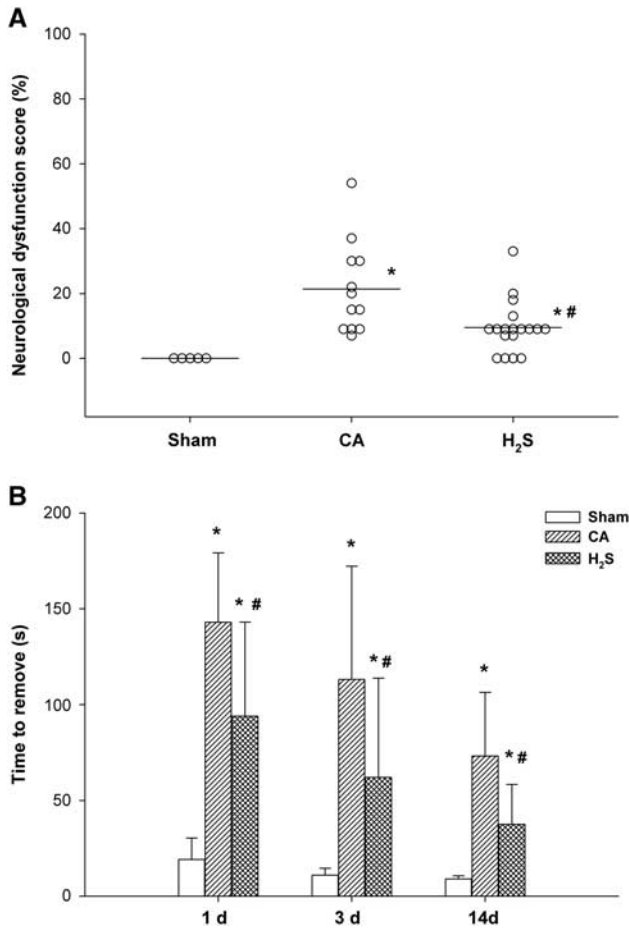 A
Neurological dysfunction score (%)
100
80
60
40
20
0
*
* #
Sham
CA
H₂S
B
Time to remove (s)
200
150
100
50
0
Sham
CA
H₂S
*
* #
*
* #
*
* #
1 d
3 d
14d